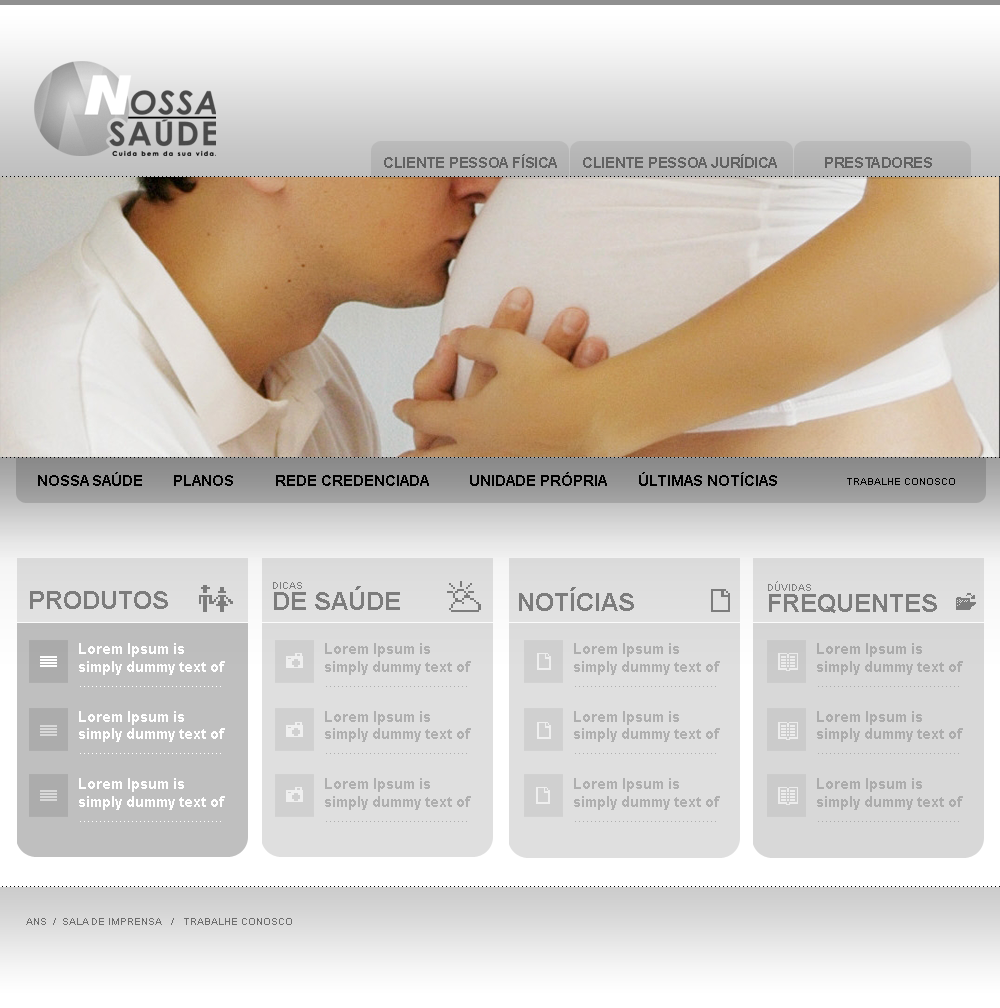 NOSSA
SAÚDE
Cuida bem da sua vida.
CLIENTE PESSOA FÍSICA
CLIENTE PESSOA JURÍDICA
PRESTADORES
NOSSA SAÚDE
PLANOS
REDE CREDENCIADA
UNIDADE PRÓPRIA
ÚLTIMAS NOTÍCIAS
TRABALHE CONOSCO
PRODUTOS
Lorem Ipsum is
simply dummy text of
Lorem Ipsum is
simply dummy text of
Lorem Ipsum is
simply dummy text of
DICAS
DE SAÚDE
Lorem Ipsum is
simply dummy text of
Lorem Ipsum is
simply dummy text of
Lorem Ipsum is
simply dummy text of
NOTÍCIAS
Lorem Ipsum is
simply dummy text of
Lorem Ipsum is
simply dummy text of
Lorem Ipsum is
simply dummy text of
DÚVIDAS
FREQUENTES
Lorem Ipsum is
simply dummy text of
Lorem Ipsum is
simply dummy text of
Lorem Ipsum is
simply dummy text of
ANS / SALA DE IMPRENSA / TRABALHE CONOSCO